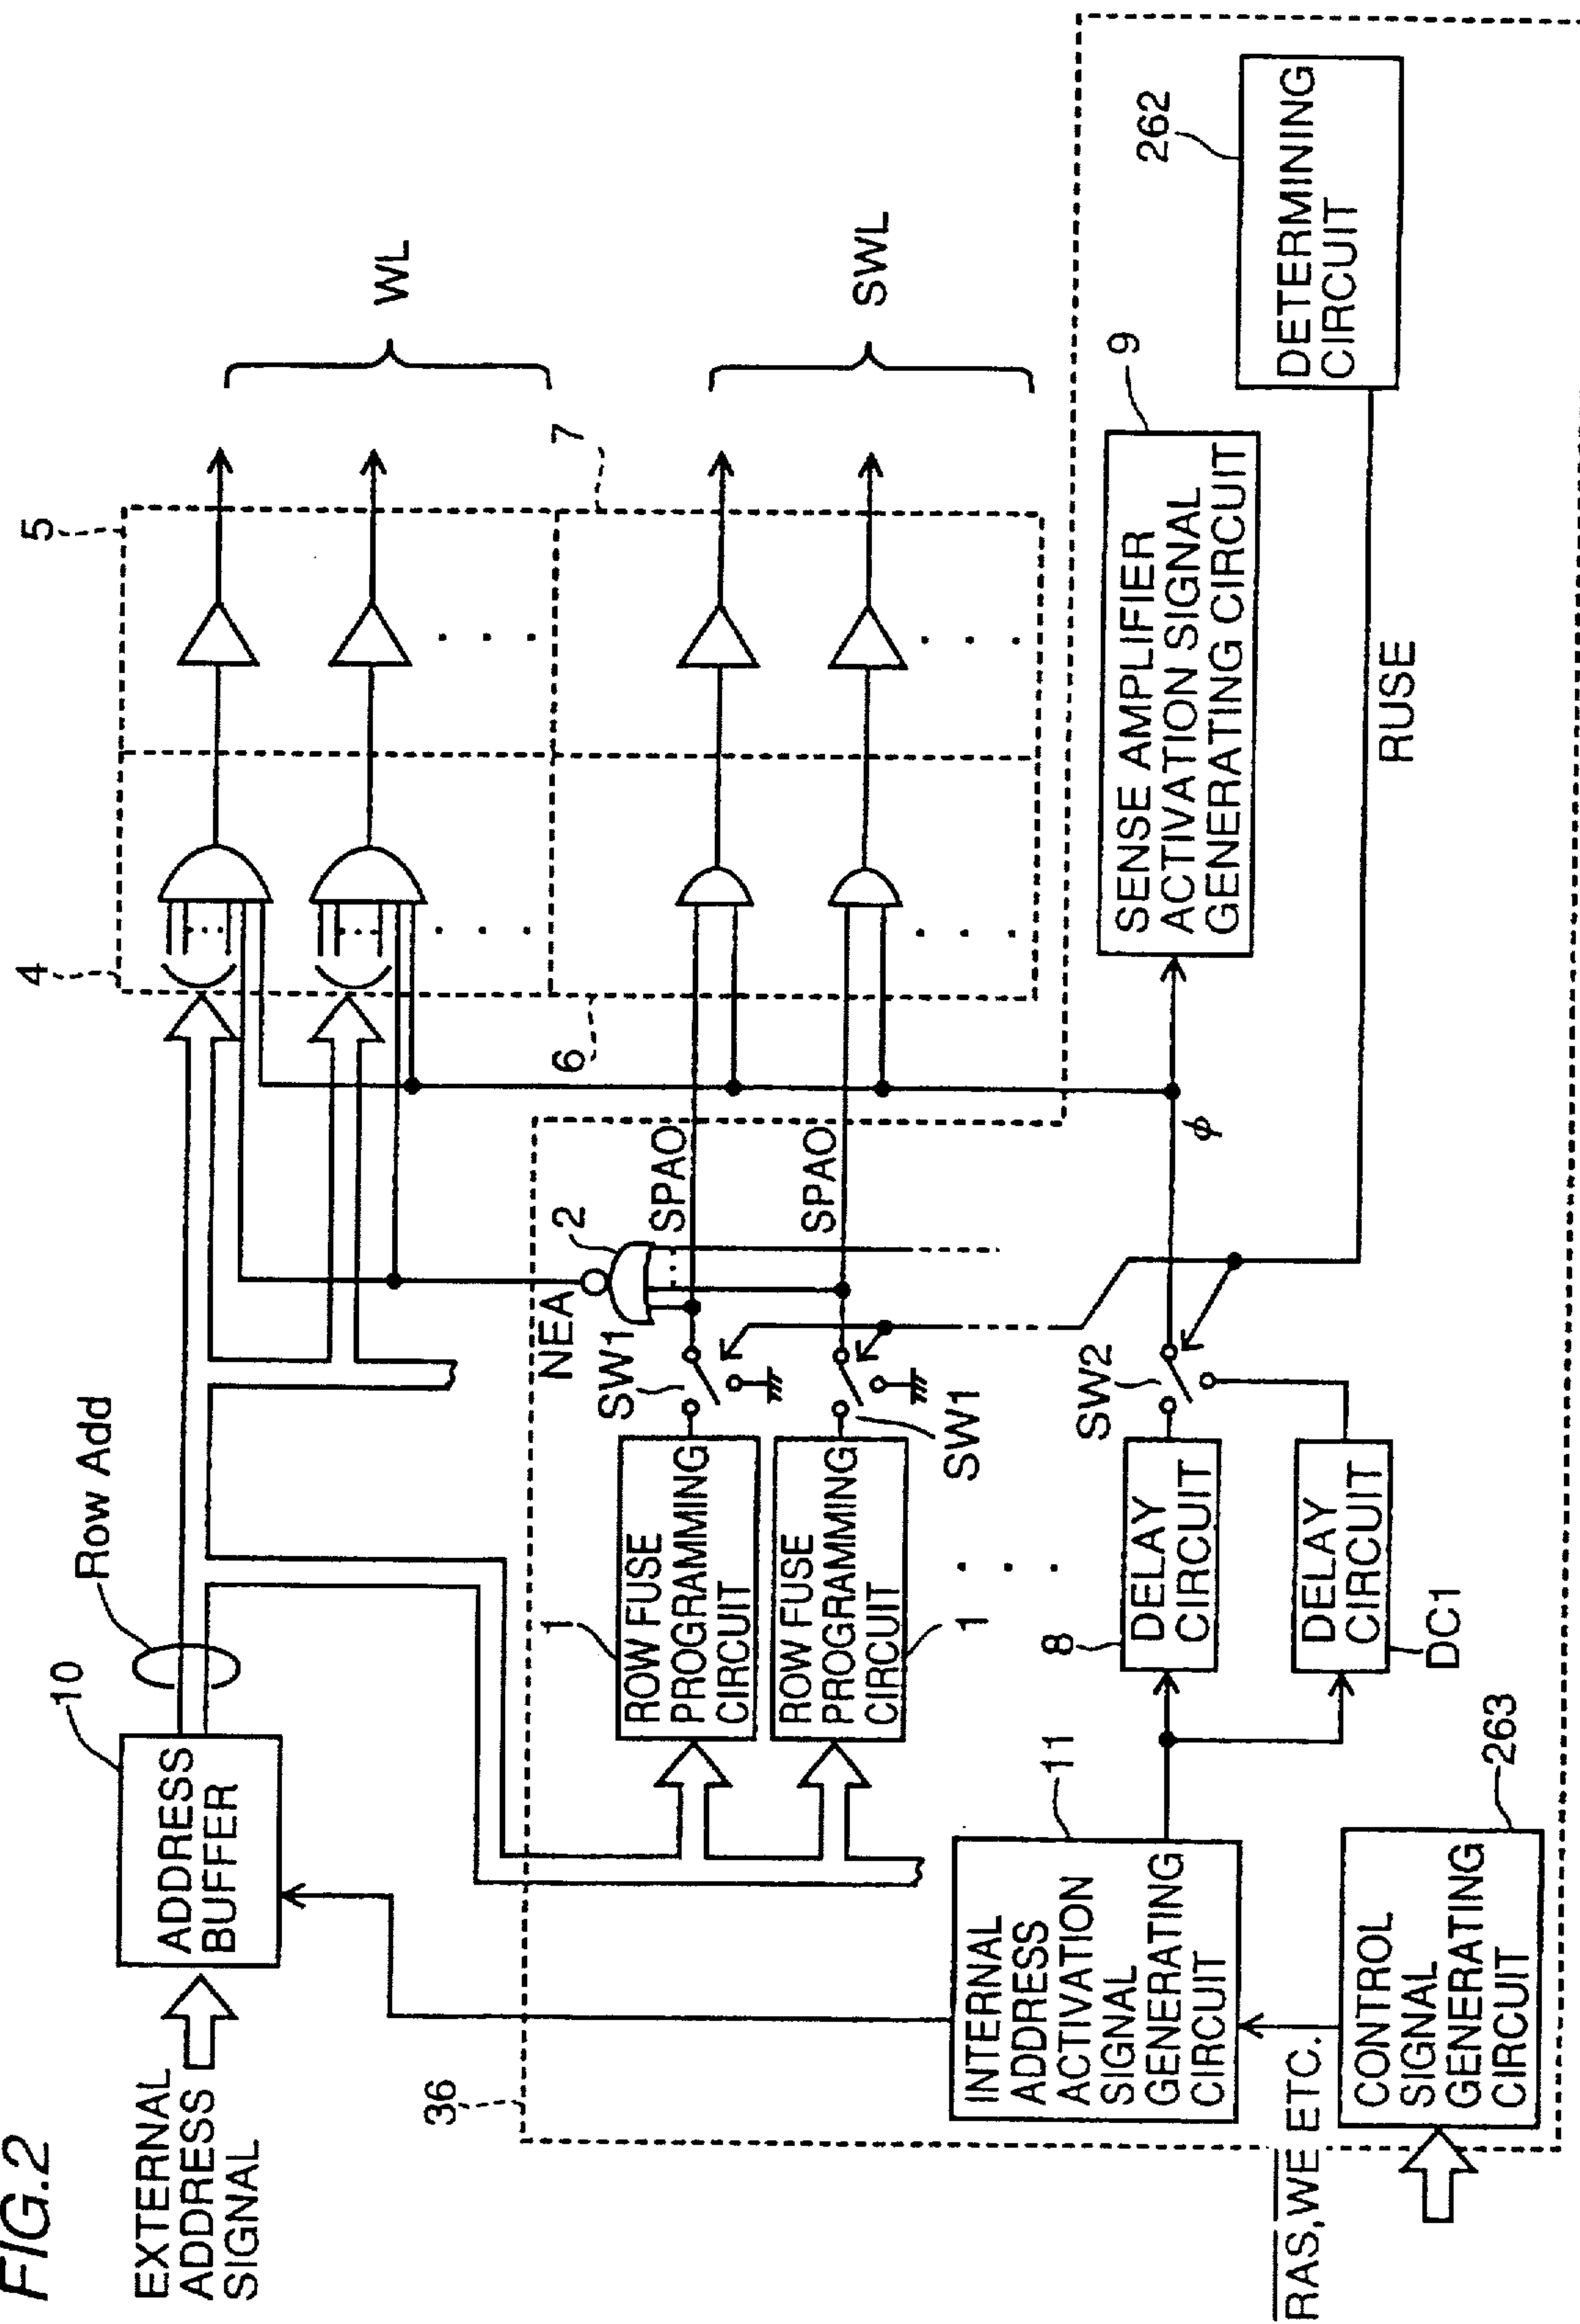 FIG.2
EXTERNAL
ADDRESS
SIGNAL
10
ADDRESS
BUFFER
Row Add
4
5
WL
7
6
SWL
36
1
ROW FUSE
PROGRAMMING
CIRCUIT
ROW FUSE
PROGRAMMING
CIRCUIT
1
SW1
SW1
NEA
2
SPAO
SPAO
INTERNAL
ADDRESS
ACTIVATION
SIGNAL
GENERATING
CIRCUIT
11
8
DELAY
CIRCUIT
DELAY
CIRCUIT
DC1
SW2
φ
SENSE AMPLIFIER
ACTIVATION SIGNAL
GENERATING CIRCUIT
9
262
DETERMINING
CIRCUIT
RUSE
RAS,WE ETC.
CONTROL
SIGNAL
GENERATING
CIRCUIT
263